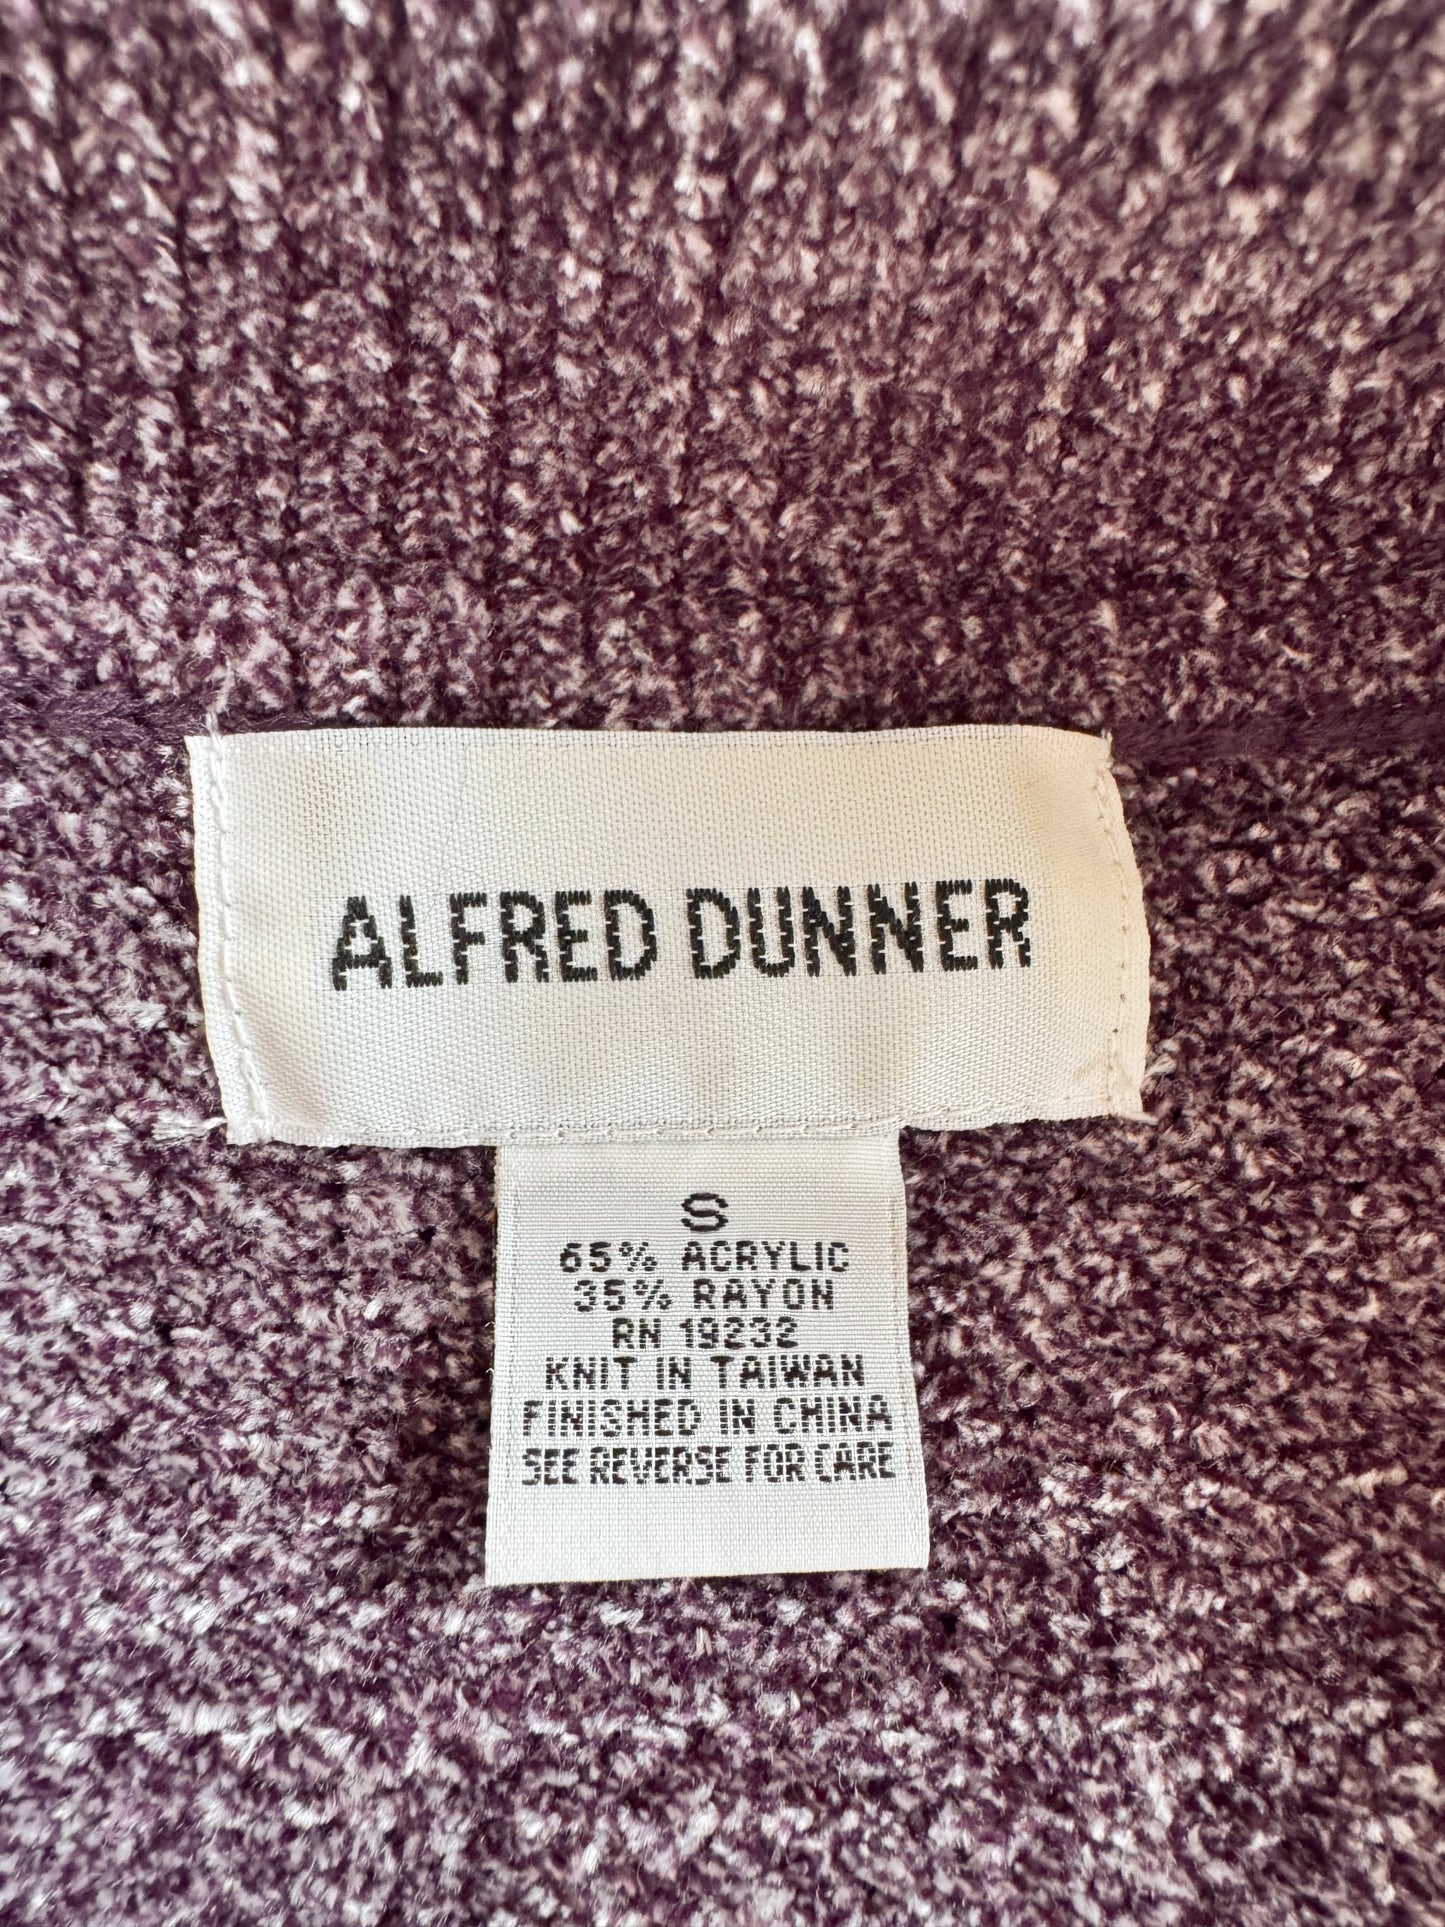 ALFRED DUNNER
S
65% ACRYLIC
35% RAYON
RN 19232
KNIT IN TAIWAN
FINISHED IN CHINA
SEE REVERSE FOR CARE